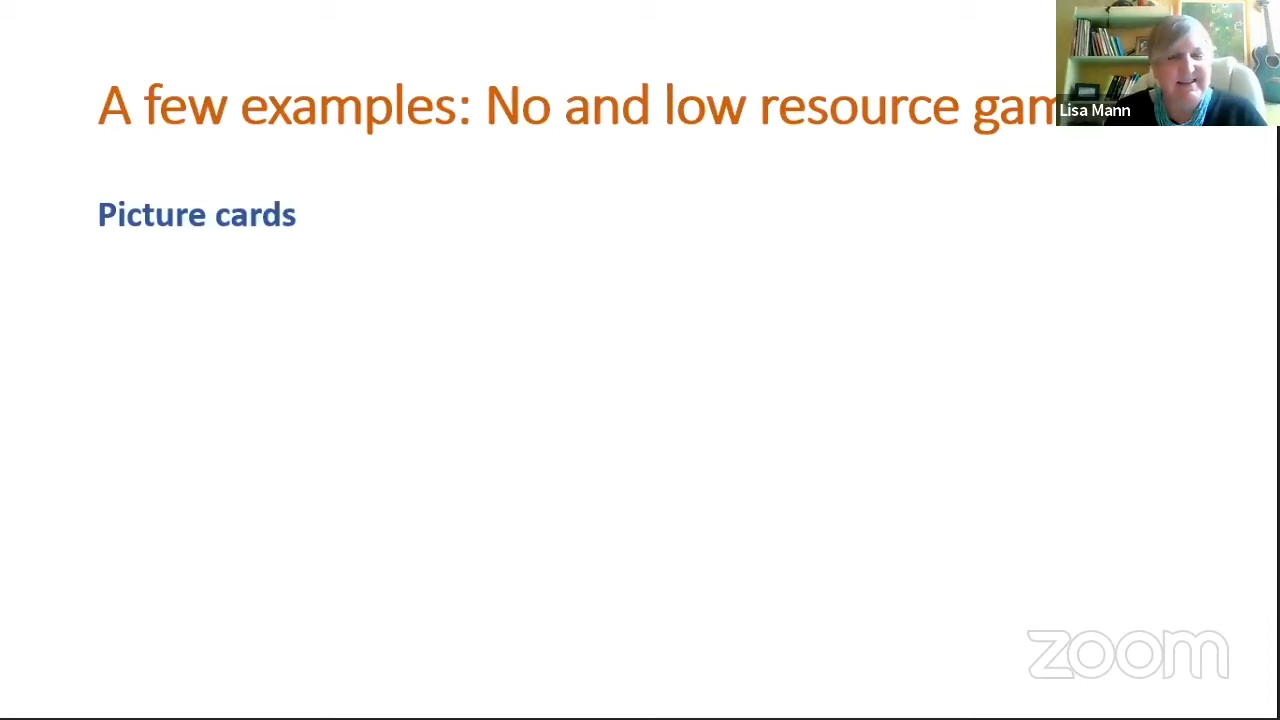 A few examples: No and low resource gam
Lisa Mann
Picture cards
zoom